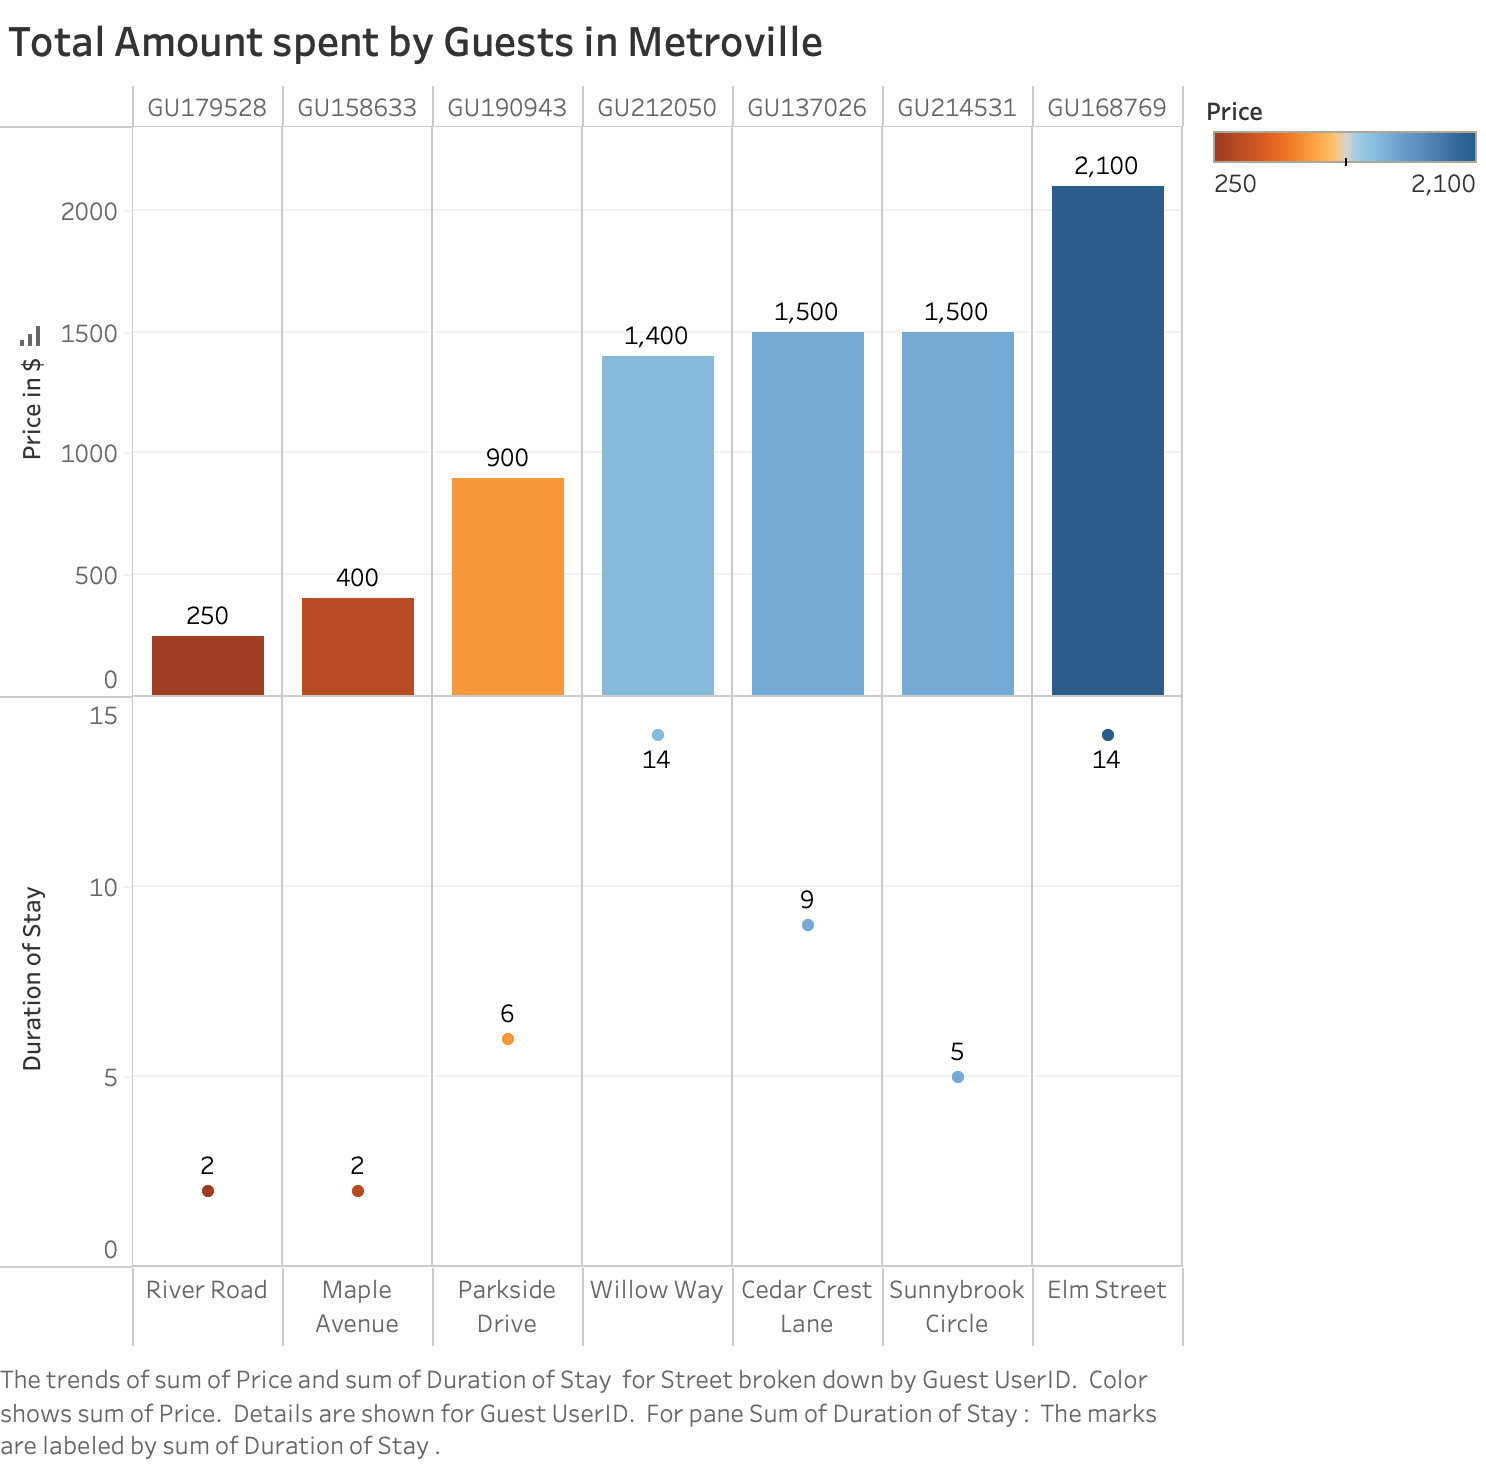 Total Amount spent by Guests in Metroville
GU179528 GU158633 GU190943 GU212050 GU137026 GU214531 GU168769
Price
250 2,100
Price in $
2000
1500
1000
500
0
250 400 900 1,400 1,500 1,500 2,100
Duration of Stay
15
10
5
0
2 2 6 14 9 5 14
River Road Maple Parkside Willow Way Cedar Crest Sunnybrook Elm Street
Avenue Drive Lane Circle
The trends of sum of Price and sum of Duration of Stay  for Street broken down by Guest UserID.  Color
shows sum of Price.  Details are shown for Guest UserID.  For pane Sum of Duration of Stay :  The marks
are labeled by sum of Duration of Stay .